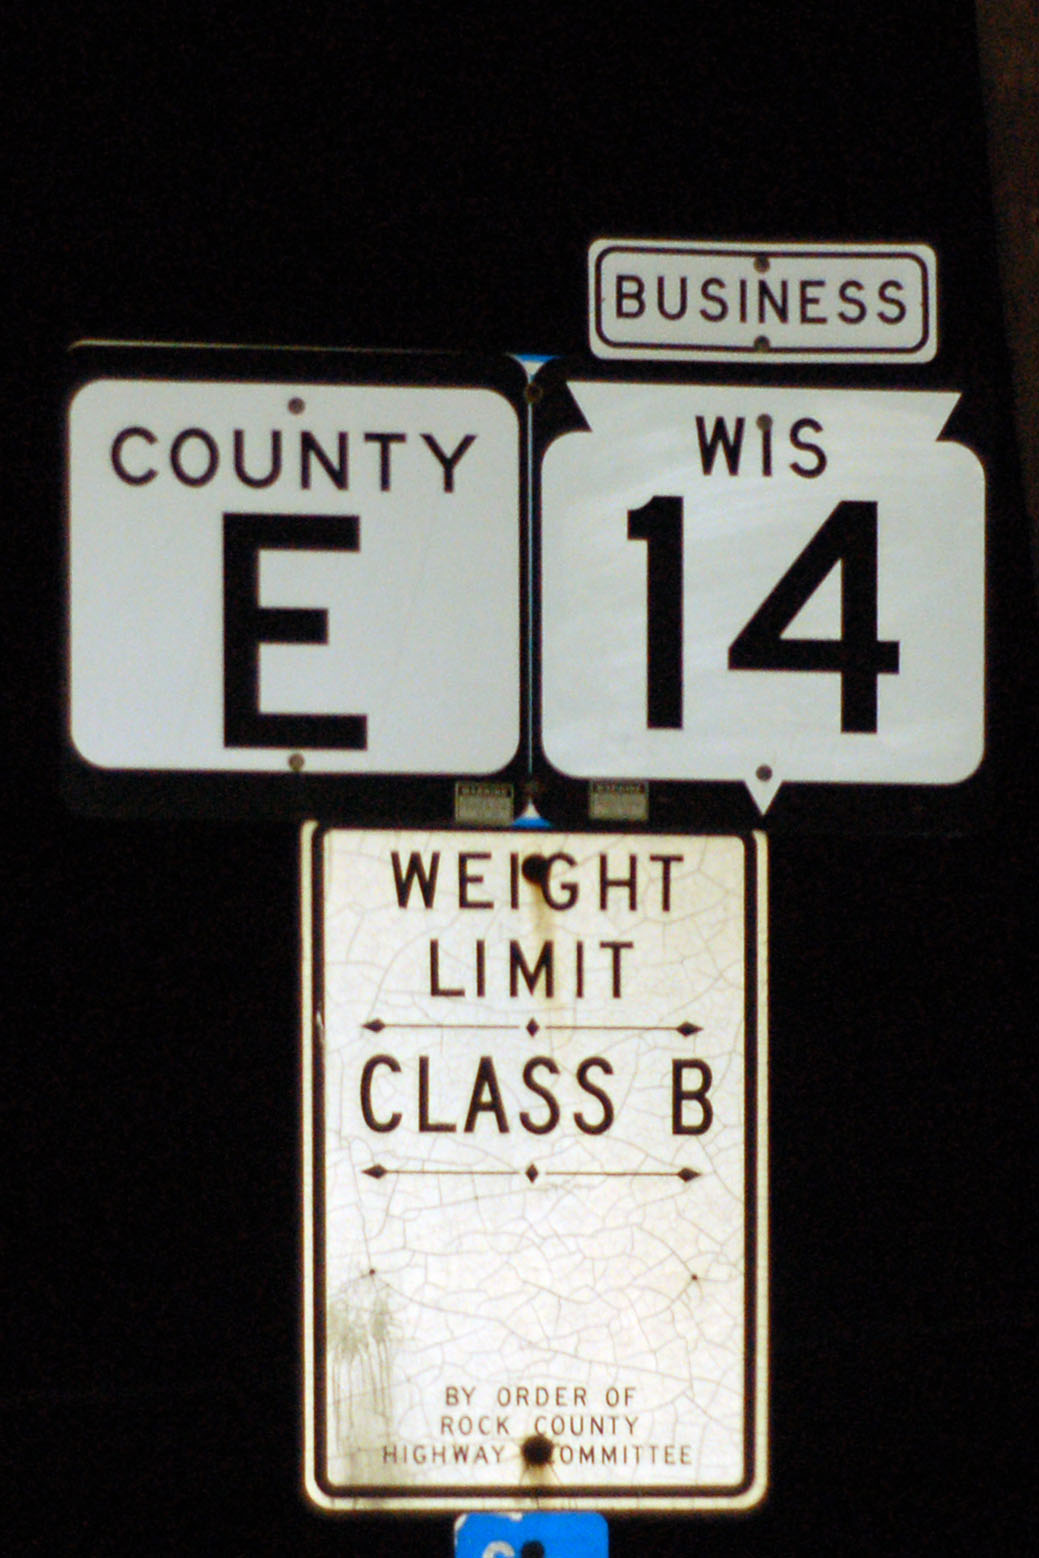 BUSINESS
COUNTY
E
WIS
14
WEIGHT
LIMIT
CLASS B
BY ORDER OF
ROCK COUNTY
HIGHWAY COMMITTEE